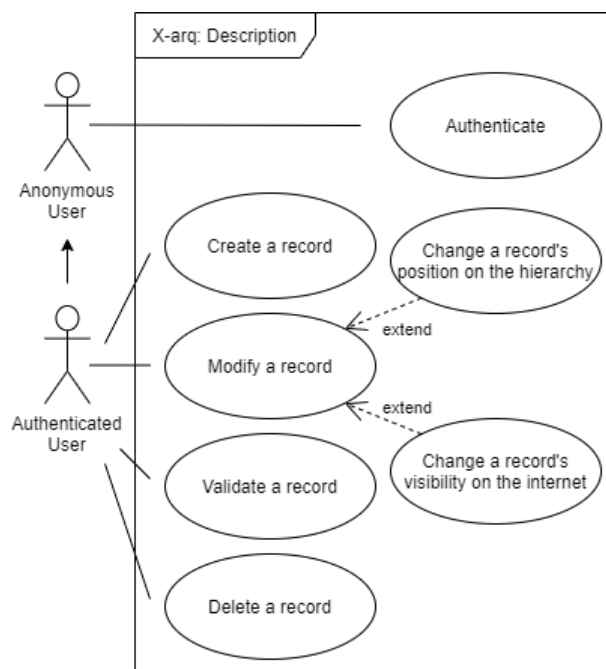 X-arq: Description
Authenticate
Anonymous
User
Create a record
Change a record's
position on the hierarchy
extend
Modify a record
Authenticated
User
extend
Change a record's
visibility on the internet
Validate a record
Delete a record